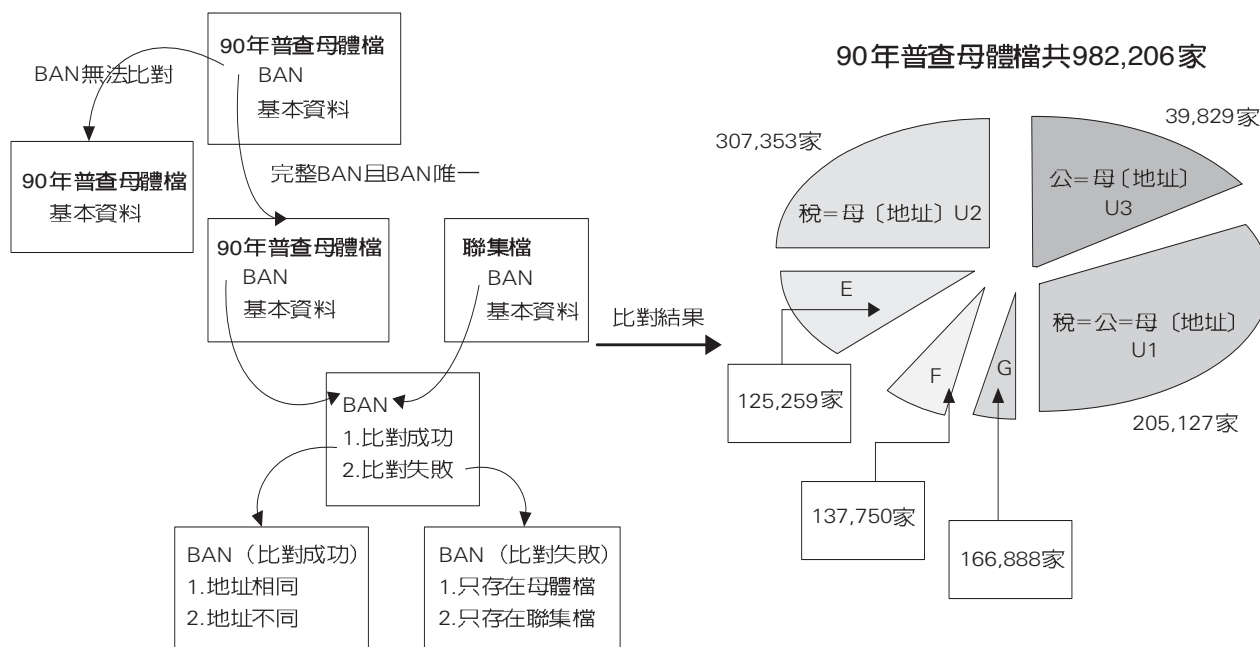 90年普查母體檔
BAN
基本資料
BAN無法比對
90年普查母體檔
基本資料
完整BAN且BAN唯一
90年普查母體檔
BAN
基本資料
聯集檔
BAN
基本資料
BAN
1.比對成功
2.比對失敗
BAN（比對成功）
1.地址相同
2.地址不同
BAN（比對失敗）
1.只存在母體檔
2.只存在聯集檔
比對結果
90年普查母體檔共982,206家
307,353家
39,829家
稅=母〔地址〕U2
公=母〔地址〕
U3
稅=公=母〔地址〕
U1
205,127家
E
F
G
125,259家
137,750家
166,888家